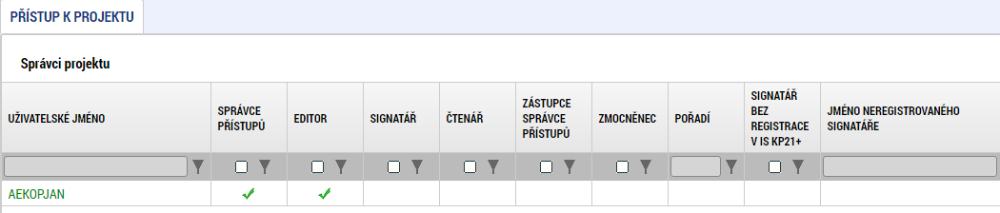 PŘÍSTUP K PROJEKTU
Správci projektu
UŽIVATELSKÉ JMÉNO
SPRÁVCE
PŘÍSTUPŮ
EDITOR
SIGNATÁŘ
ČTENÁŘ
ZÁSTUPCE
SPRÁVCE
PŘÍSTUPŮ
ZMOCNĚNEC
POŘADÍ
SIGNATÁŘ
BEZ
REGISTRACE
V IS KP21+
JMÉNO NEREGISTROVANÉHO
SIGNATÁŘE
AEKOPJAN